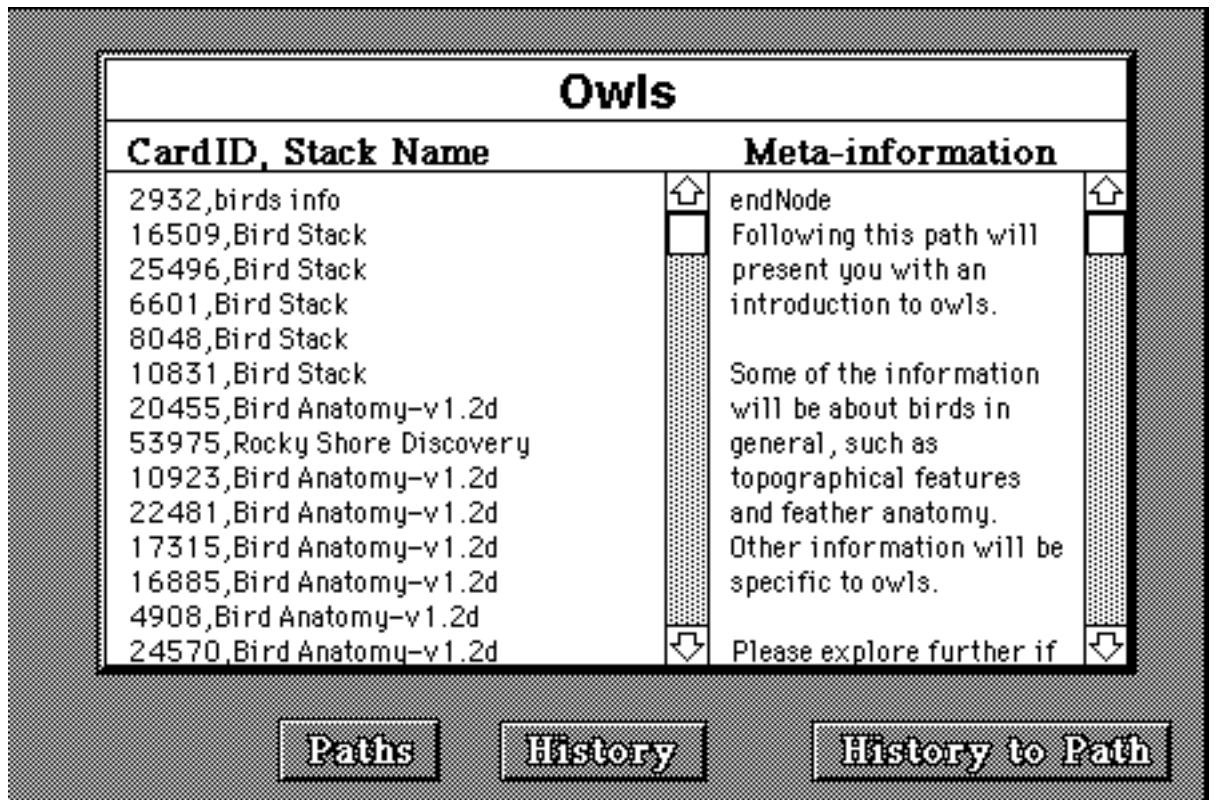 Owls
CardID, Stack Name
2932,birds info
16509,Bird Stack
25496,Bird Stack
6601,Bird Stack
8048,Bird Stack
10831,Bird Stack
20455,Bird Anatomy-v1.2d
53975,Rocky Shore Discovery
10923,Bird Anatomy-v1.2d
22481,Bird Anatomy-v1.2d
17315,Bird Anatomy-v1.2d
16885,Bird Anatomy-v1.2d
4908,Bird Anatomy-v1.2d
24570,Bird Anatomy-v1.2d
Meta-information
endNode
Following this path will
present you with an
introduction to owls.
Some of the information
will be about birds in
general, such as
topographical features
and feather anatomy.
Other information will be
specific to owls.
Please explore further if
Paths
History
History to Path